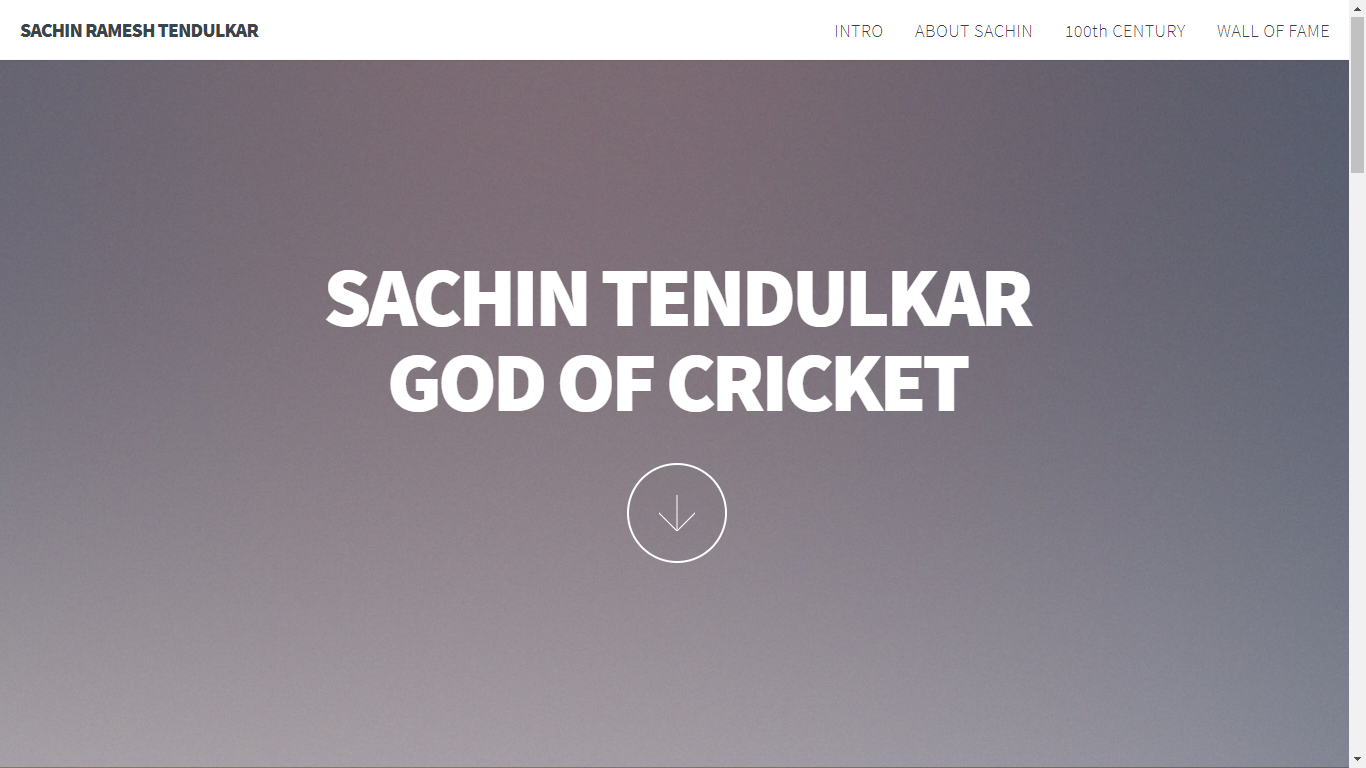 SACHIN RAMESH TENDULKAR
INTRO ABOUT SACHIN 100th CENTURY WALL OF FAME
SACHIN TENDULKAR
GOD OF CRICKET